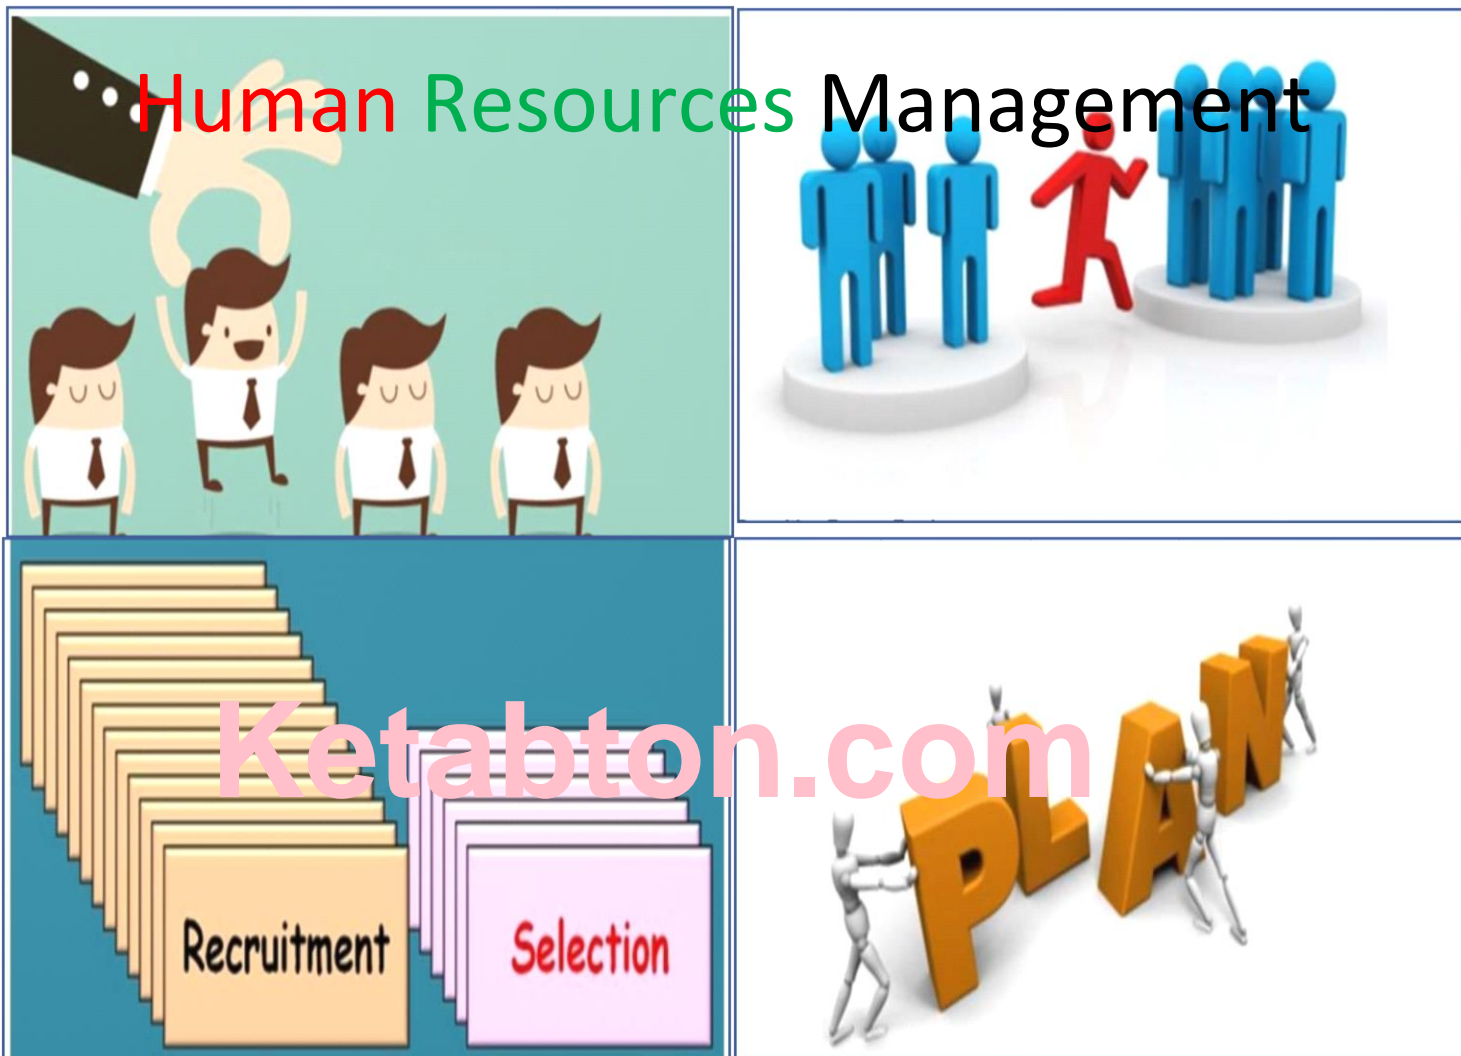 Human Resources Management
Ketabton.com
PLAN
Recruitment
Selection